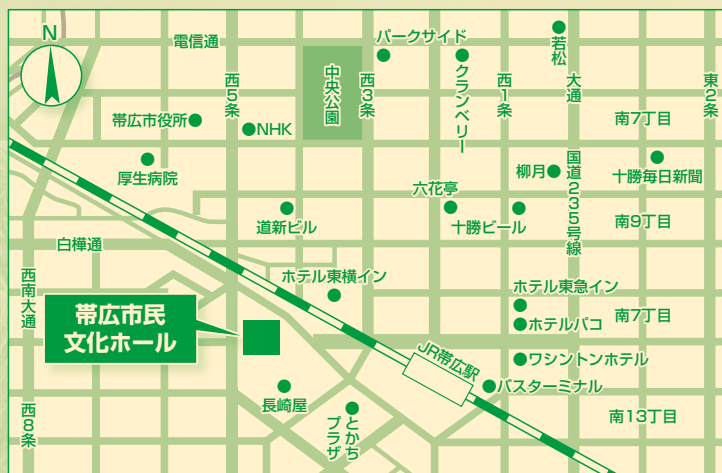 N
電信通
パークサイド
若松
西5条
中央公園
西3条
クランベリー
西1条
大通
東2条
帯広市役所
NHK
南7丁目
厚生病院
柳月
国道235号線
十勝毎日新聞
六花亭
道新ビル
十勝ビール
南9丁目
白樺通
西南大通
ホテル東横イン
ホテル東急イン
帯広市民
文化ホール
ホテルパコ
南7丁目
JR帯広駅
ワシントンホテル
バスターミナル
長崎屋
西8条
とかち
プラザ
南13丁目